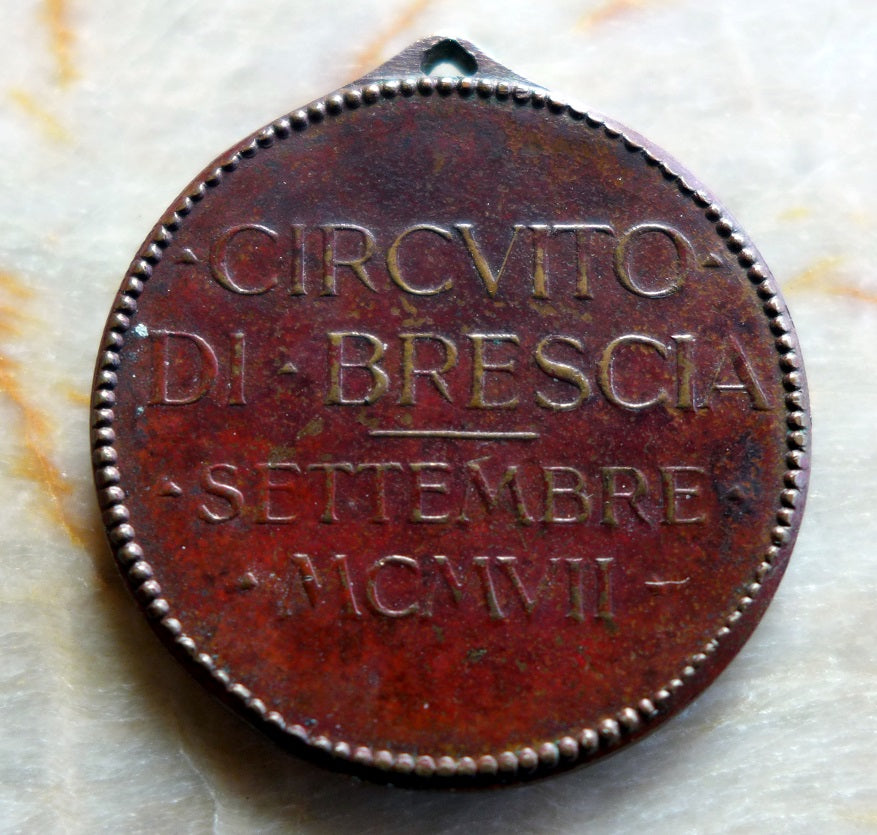 · CIRCVITO ·
DI · BRESCIA
· SETTEMBRE ·
· MCMVII –